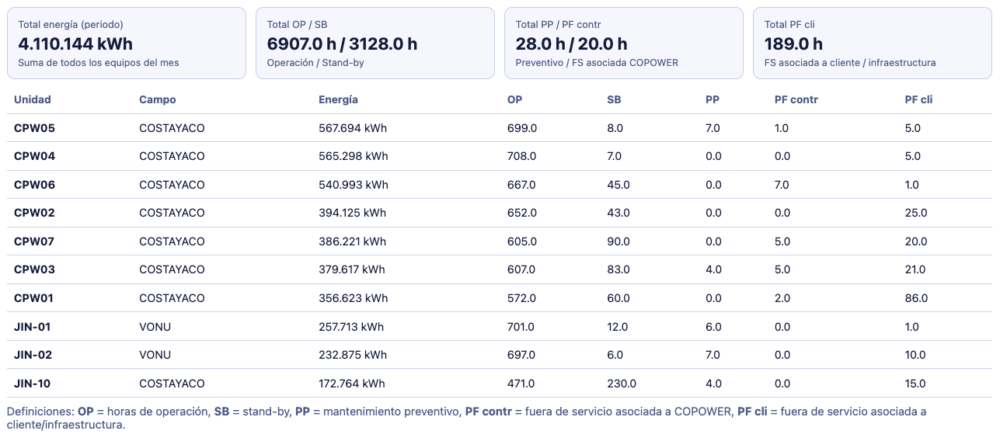 Total energía (periodo) Total OP / SB Total PP / PF contr Total PF cli
4.110.144 kWh 6907.0 h / 3128.0 h 28.0 h / 20.0 h 189.0 h
Suma de todos los equipos del mes Operación / Stand-by Preventivo / FS asociada COPOWER FS asociada a cliente / infraestructura
Unidad Campo Energía OP SB PP PF contr PF cli
CPW05 COSTAYACO 567.694 kWh 699.0 8.0 7.0 1.0 5.0
CPW04 COSTAYACO 565.298 kWh 708.0 7.0 0.0 0.0 5.0
CPW06 COSTAYACO 540.993 kWh 667.0 45.0 0.0 7.0 1.0
CPW02 COSTAYACO 394.125 kWh 652.0 43.0 0.0 0.0 25.0
CPW07 COSTAYACO 386.221 kWh 605.0 90.0 0.0 5.0 20.0
CPW03 COSTAYACO 379.617 kWh 607.0 83.0 4.0 5.0 21.0
CPW01 COSTAYACO 356.623 kWh 572.0 60.0 0.0 2.0 86.0
JIN-01 VONU 257.713 kWh 701.0 12.0 6.0 0.0 1.0
JIN-02 VONU 232.875 kWh 697.0 6.0 7.0 0.0 10.0
JIN-10 COSTAYACO 172.764 kWh 471.0 230.0 4.0 0.0 15.0
Definiciones: OP = horas de operación, SB = stand-by, PP = mantenimiento preventivo, PF contr = fuera de servicio asociada a COPOWER, PF cli = fuera de servicio asociada a
cliente/infraestructura.